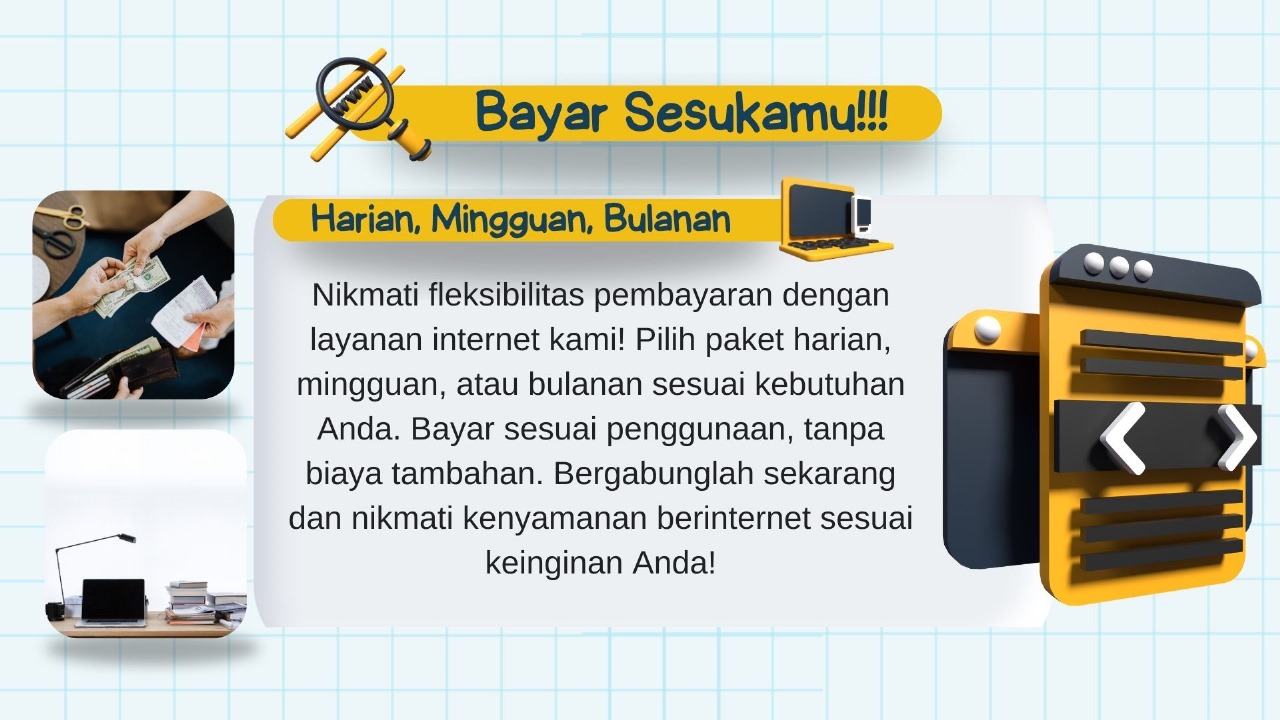 www
Bayar Sesukamu!!!
Harian, Mingguan, Bulanan
Nikmati fleksibilitas pembayaran dengan
layanan internet kami! Pilih paket harian,
mingguan, atau bulanan sesuai kebutuhan
Anda. Bayar sesuai penggunaan, tanpa
biaya tambahan. Bergabunglah sekarang
dan nikmati kenyamanan berinternet sesuai
keinginan Anda!